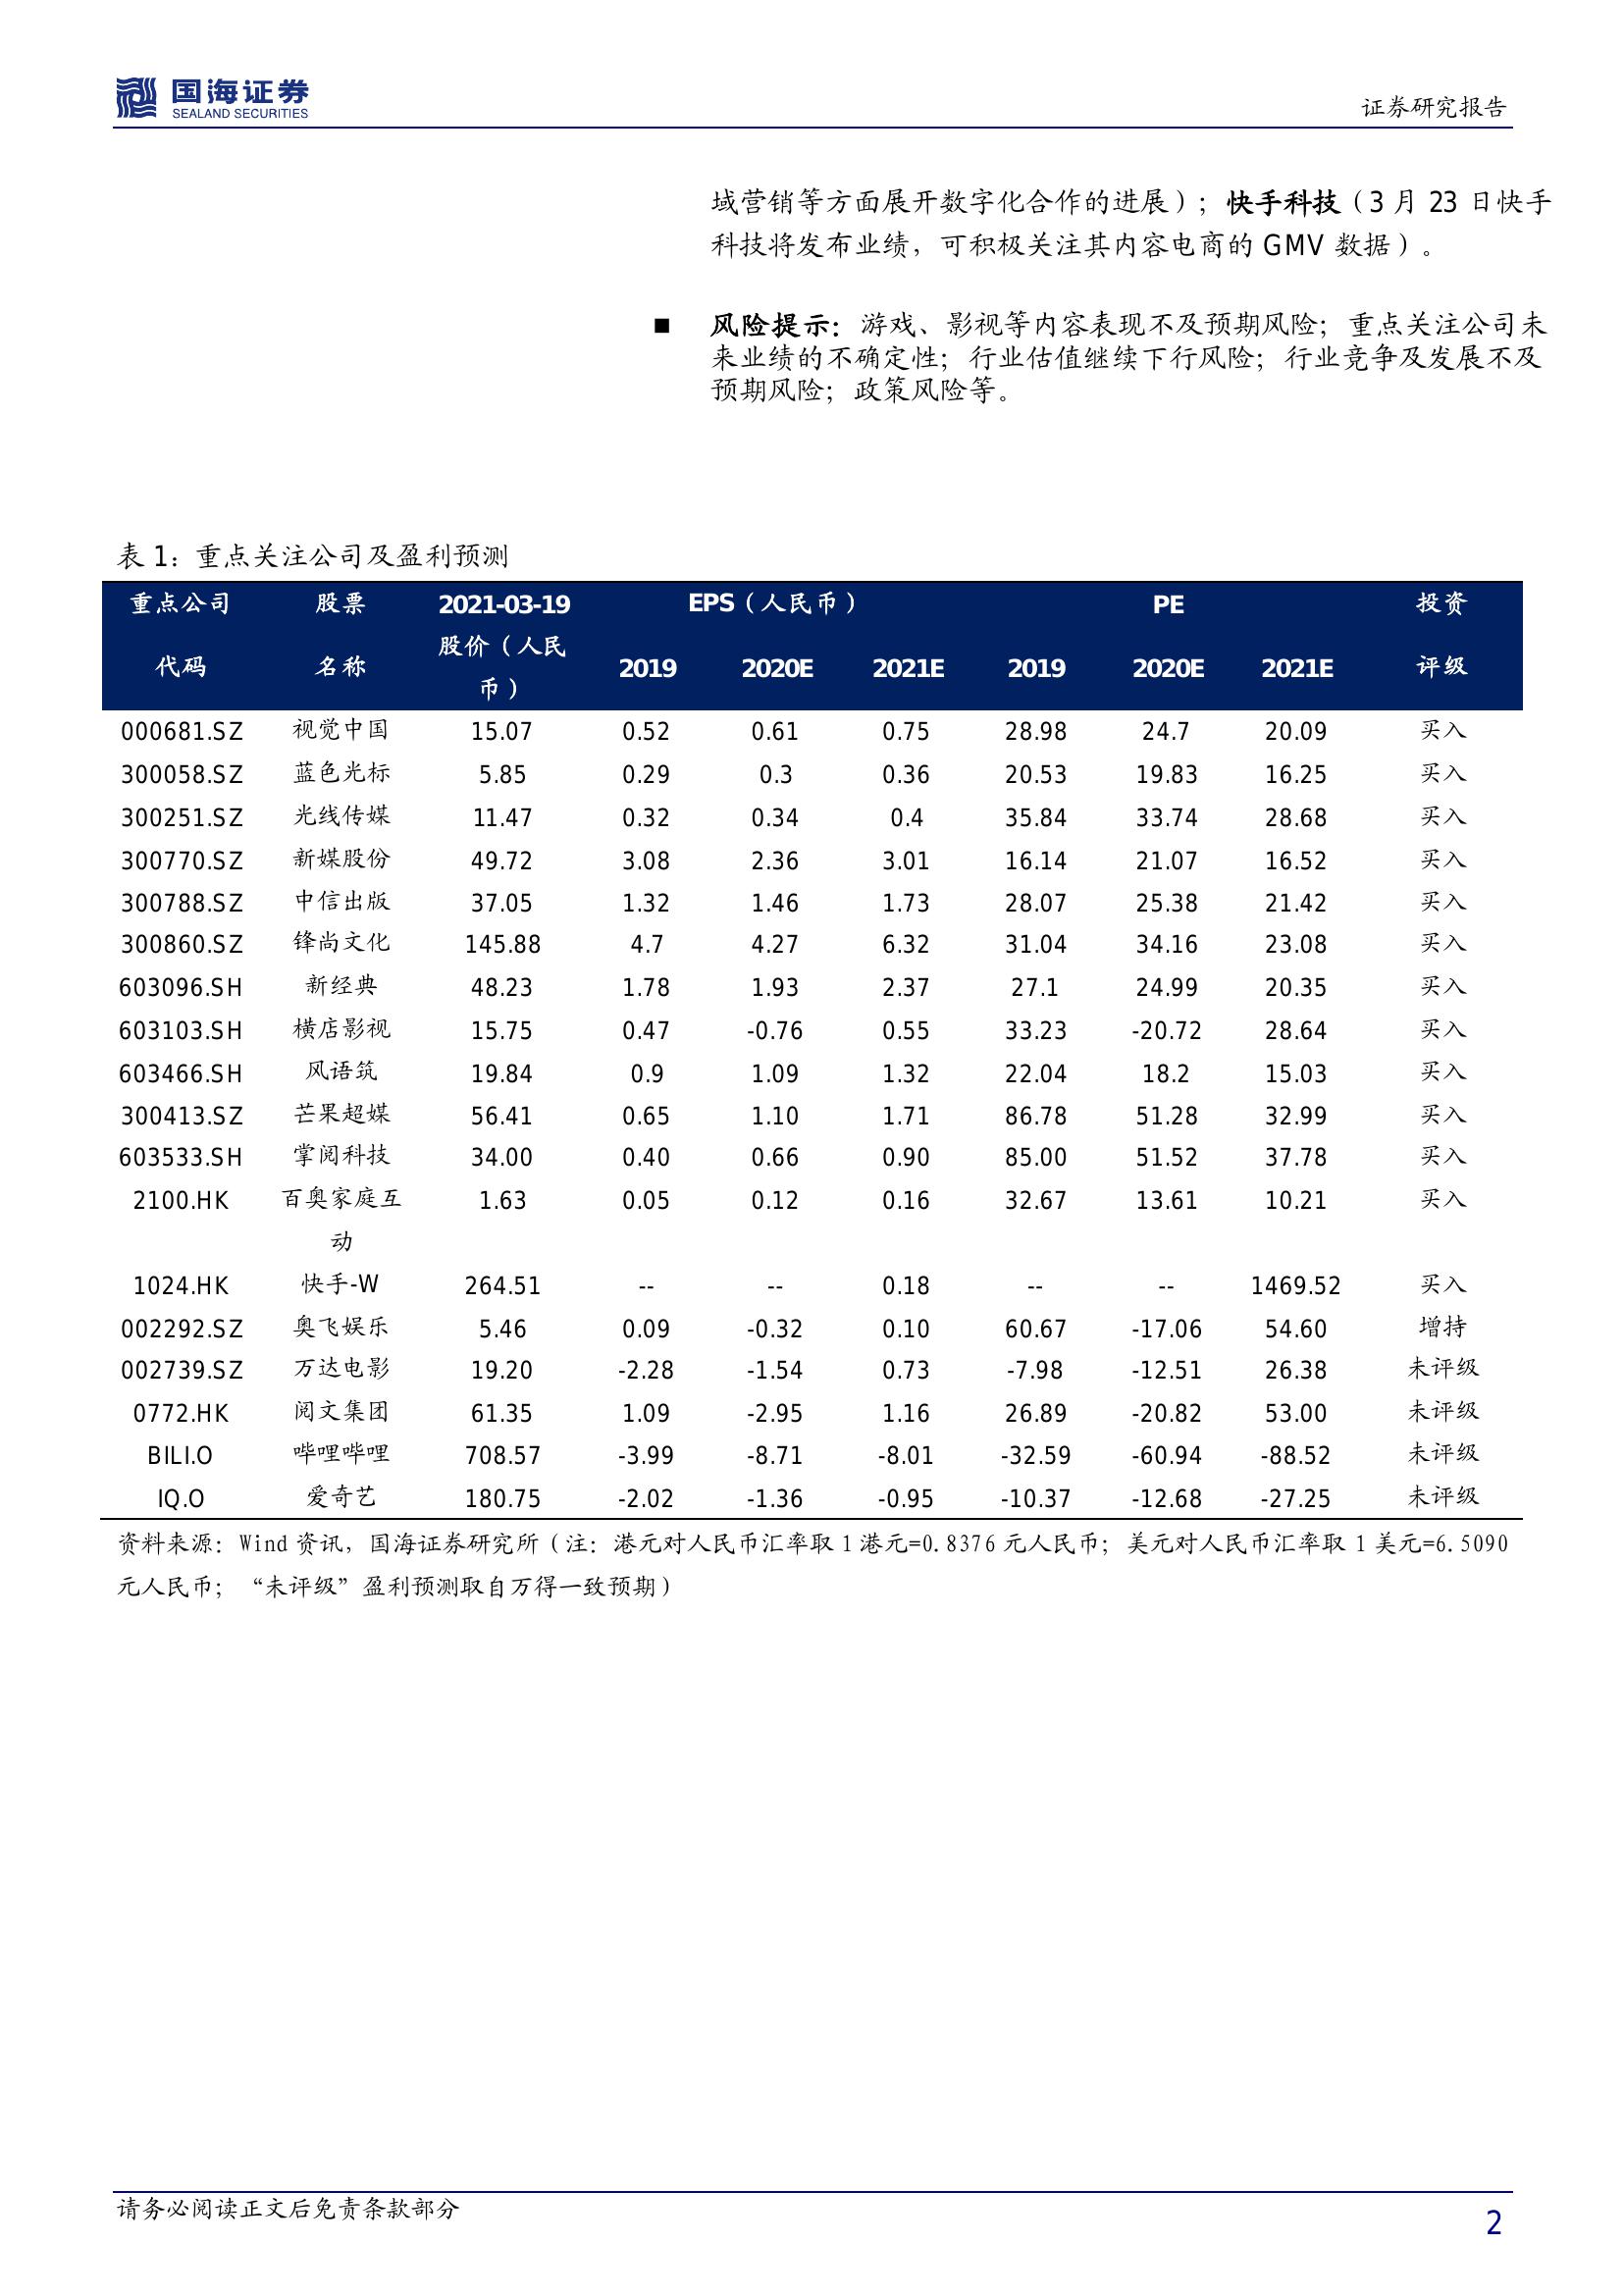 国海证券
SEALAND SECURITIES
证券研究报告
域营销等方面展开数字化合作的进展）；快手科技（3 月 23 日快手
科技将发布业绩，可积极关注其内容电商的 GMV 数据）。
■ 风险提示：游戏、影视等内容表现不及预期风险；重点关注公司未
来业绩的不确定性；行业估值继续下行风险；行业竞争及发展不及
预期风险；政策风险等。
表 1：重点关注公司及盈利预测
重点公司 股票 2021-03-19 EPS（人民币） PE 投资
代码 名称 股价（人民币） 2019 2020E 2021E 2019 2020E 2021E 评级
000681.SZ 视觉中国 15.07 0.52 0.61 0.75 28.98 24.7 20.09 买入
300058.SZ 蓝色光标 5.85 0.29 0.3 0.36 20.53 19.83 16.25 买入
300251.SZ 光线传媒 11.47 0.32 0.34 0.4 35.84 33.74 28.68 买入
300770.SZ 新媒股份 49.72 3.08 2.36 3.01 16.14 21.07 16.52 买入
300788.SZ 中信出版 37.05 1.32 1.46 1.73 28.07 25.38 21.42 买入
300860.SZ 锋尚文化 145.88 4.7 4.27 6.32 31.04 34.16 23.08 买入
603096.SH 新经典 48.23 1.78 1.93 2.37 27.1 24.99 20.35 买入
603103.SH 横店影视 15.75 0.47 -0.76 0.55 33.23 -20.72 28.64 买入
603466.SH 风语筑 19.84 0.9 1.09 1.32 22.04 18.2 15.03 买入
300413.SZ 芒果超媒 56.41 0.65 1.10 1.71 86.78 51.28 32.99 买入
603533.SH 掌阅科技 34.00 0.40 0.66 0.90 85.00 51.52 37.78 买入
2100.HK 百奥家庭互动 1.63 0.05 0.12 0.16 32.67 13.61 10.21 买入
1024.HK 快手-W 264.51 -- -- 0.18 -- -- 1469.52 买入
002292.SZ 奥飞娱乐 5.46 0.09 -0.32 0.10 60.67 -17.06 54.60 增持
002739.SZ 万达电影 19.20 -2.28 -1.54 0.73 -7.98 -12.51 26.38 未评级
0772.HK 阅文集团 61.35 1.09 -2.95 1.16 26.89 -20.82 53.00 未评级
BILI.O 哔哩哔哩 708.57 -3.99 -8.71 -8.01 -32.59 -60.94 -88.52 未评级
IQ.O 爱奇艺 180.75 -2.02 -1.36 -0.95 -10.37 -12.68 -27.25 未评级
资料来源：Wind 资讯，国海证券研究所（注：港元对人民币汇率取 1 港元=0.8376 元人民币；美元对人民币汇率取 1 美元=6.5090
元人民币；“未评级”盈利预测取自万得一致预期）
请务必阅读正文后免责条款部分
2